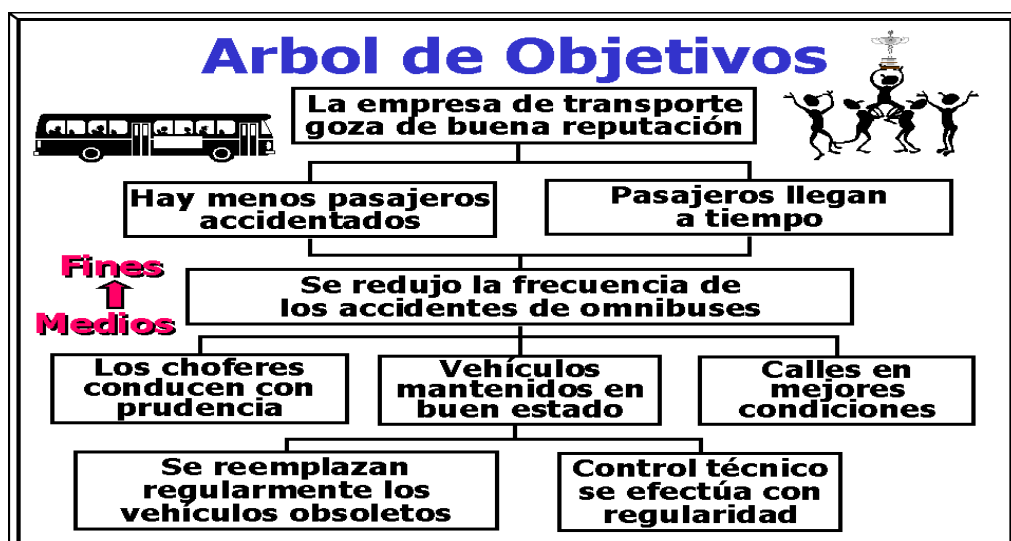 Arbol de Objetivos
La empresa de transporte
goza de buena reputación
Hay menos pasajeros
accidentados
Pasajeros llegan
a tiempo
Fines
Medios
Se redujo la frecuencia de
los accidentes de omnibuses
Los choferes
conducen con
prudencia
Vehículos
mantenidos en
buen estado
Calles en
mejores
condiciones
Se reemplazan
regularmente los
vehículos obsoletos
Control técnico
se efectúa con
regularidad